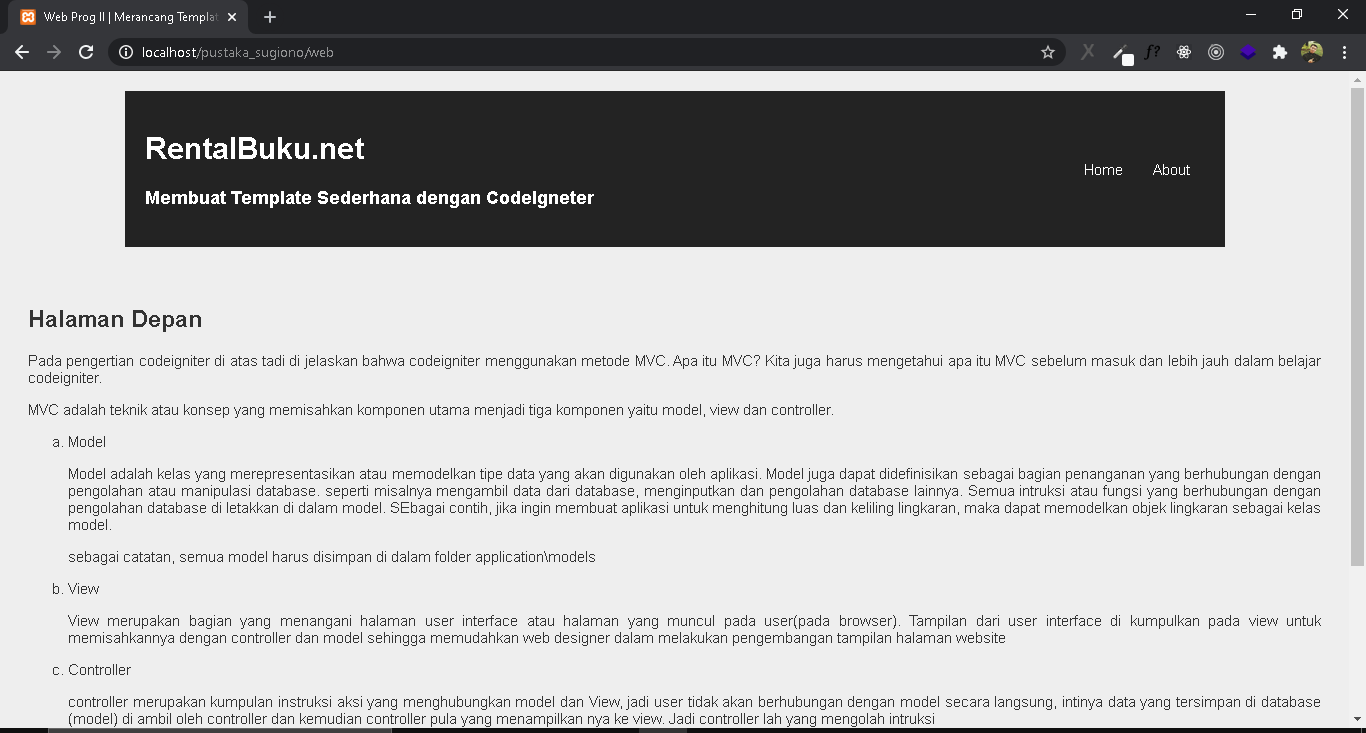 Web Prog II | Merancang Templat
localhost/pustaka_sugiono/web
RentalBuku.net
Membuat Template Sederhana dengan CodeIgneter
Home About
Halaman Depan
Pada pengertian codeigniter di atas tadi di jelaskan bahwa codeigniter menggunakan metode MVC. Apa itu MVC? Kita juga harus mengetahui apa itu MVC sebelum masuk dan lebih jauh dalam belajar
codeigniter.
MVC adalah teknik atau konsep yang memisahkan komponen utama menjadi tiga komponen yaitu model, view dan controller.
a. Model
Model adalah kelas yang merepresentasikan atau memodelkan tipe data yang akan digunakan oleh aplikasi. Model juga dapat didefinisikan sebagai bagian penanganan yang berhubungan dengan
pengolahan atau manipulasi database. seperti misalnya mengambil data dari database, menginputkan dan pengolahan database lainnya. Semua intruksi atau fungsi yang berhubungan dengan
pengolahan database di letakkan di dalam model. SEbagai contih, jika ingin membuat aplikasi untuk menghitung luas dan keliling lingkaran, maka dapat memodelkan objek lingkaran sebagai kelas
model.
sebagai catatan, semua model harus disimpan di dalam folder application\models
b. View
View merupakan bagian yang menangani halaman user interface atau halaman yang muncul pada user(pada browser). Tampilan dari user interface di kumpulkan pada view untuk
memisahkannya dengan controller dan model sehingga memudahkan web designer dalam melakukan pengembangan tampilan halaman website
c. Controller
controller merupakan kumpulan instruksi aksi yang menghubungkan model dan View, jadi user tidak akan berhubungan dengan model secara langsung, intinya data yang tersimpan di database
(model) di ambil oleh controller dan kemudian controller pula yang menampilkan nya ke view. Jadi controller lah yang mengolah intruksi